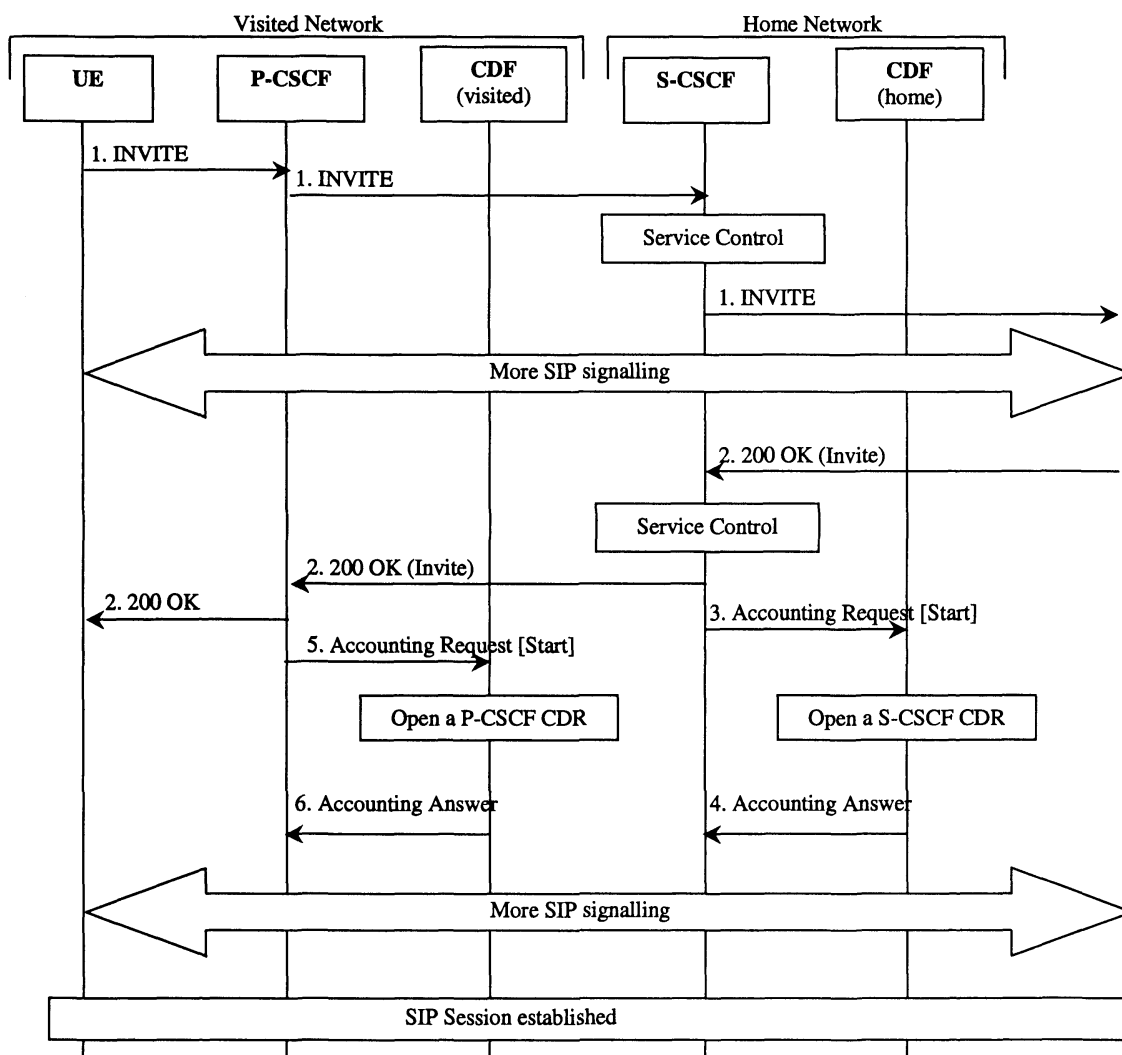 Visited Network
Home Network
UE
P-CSCF
CDF
(visited)
S-CSCF
CDF
(home)
1. INVITE
1. INVITE
Service Control
1. INVITE
More SIP signalling
2. 200 OK (Invite)
Service Control
2. 200 OK (Invite)
2. 200 OK
3. Accounting Request [Start]
5. Accounting Request [Start]
Open a P-CSCF CDR
Open a S-CSCF CDR
6. Accounting Answer
4. Accounting Answer
More SIP signalling
SIP Session established